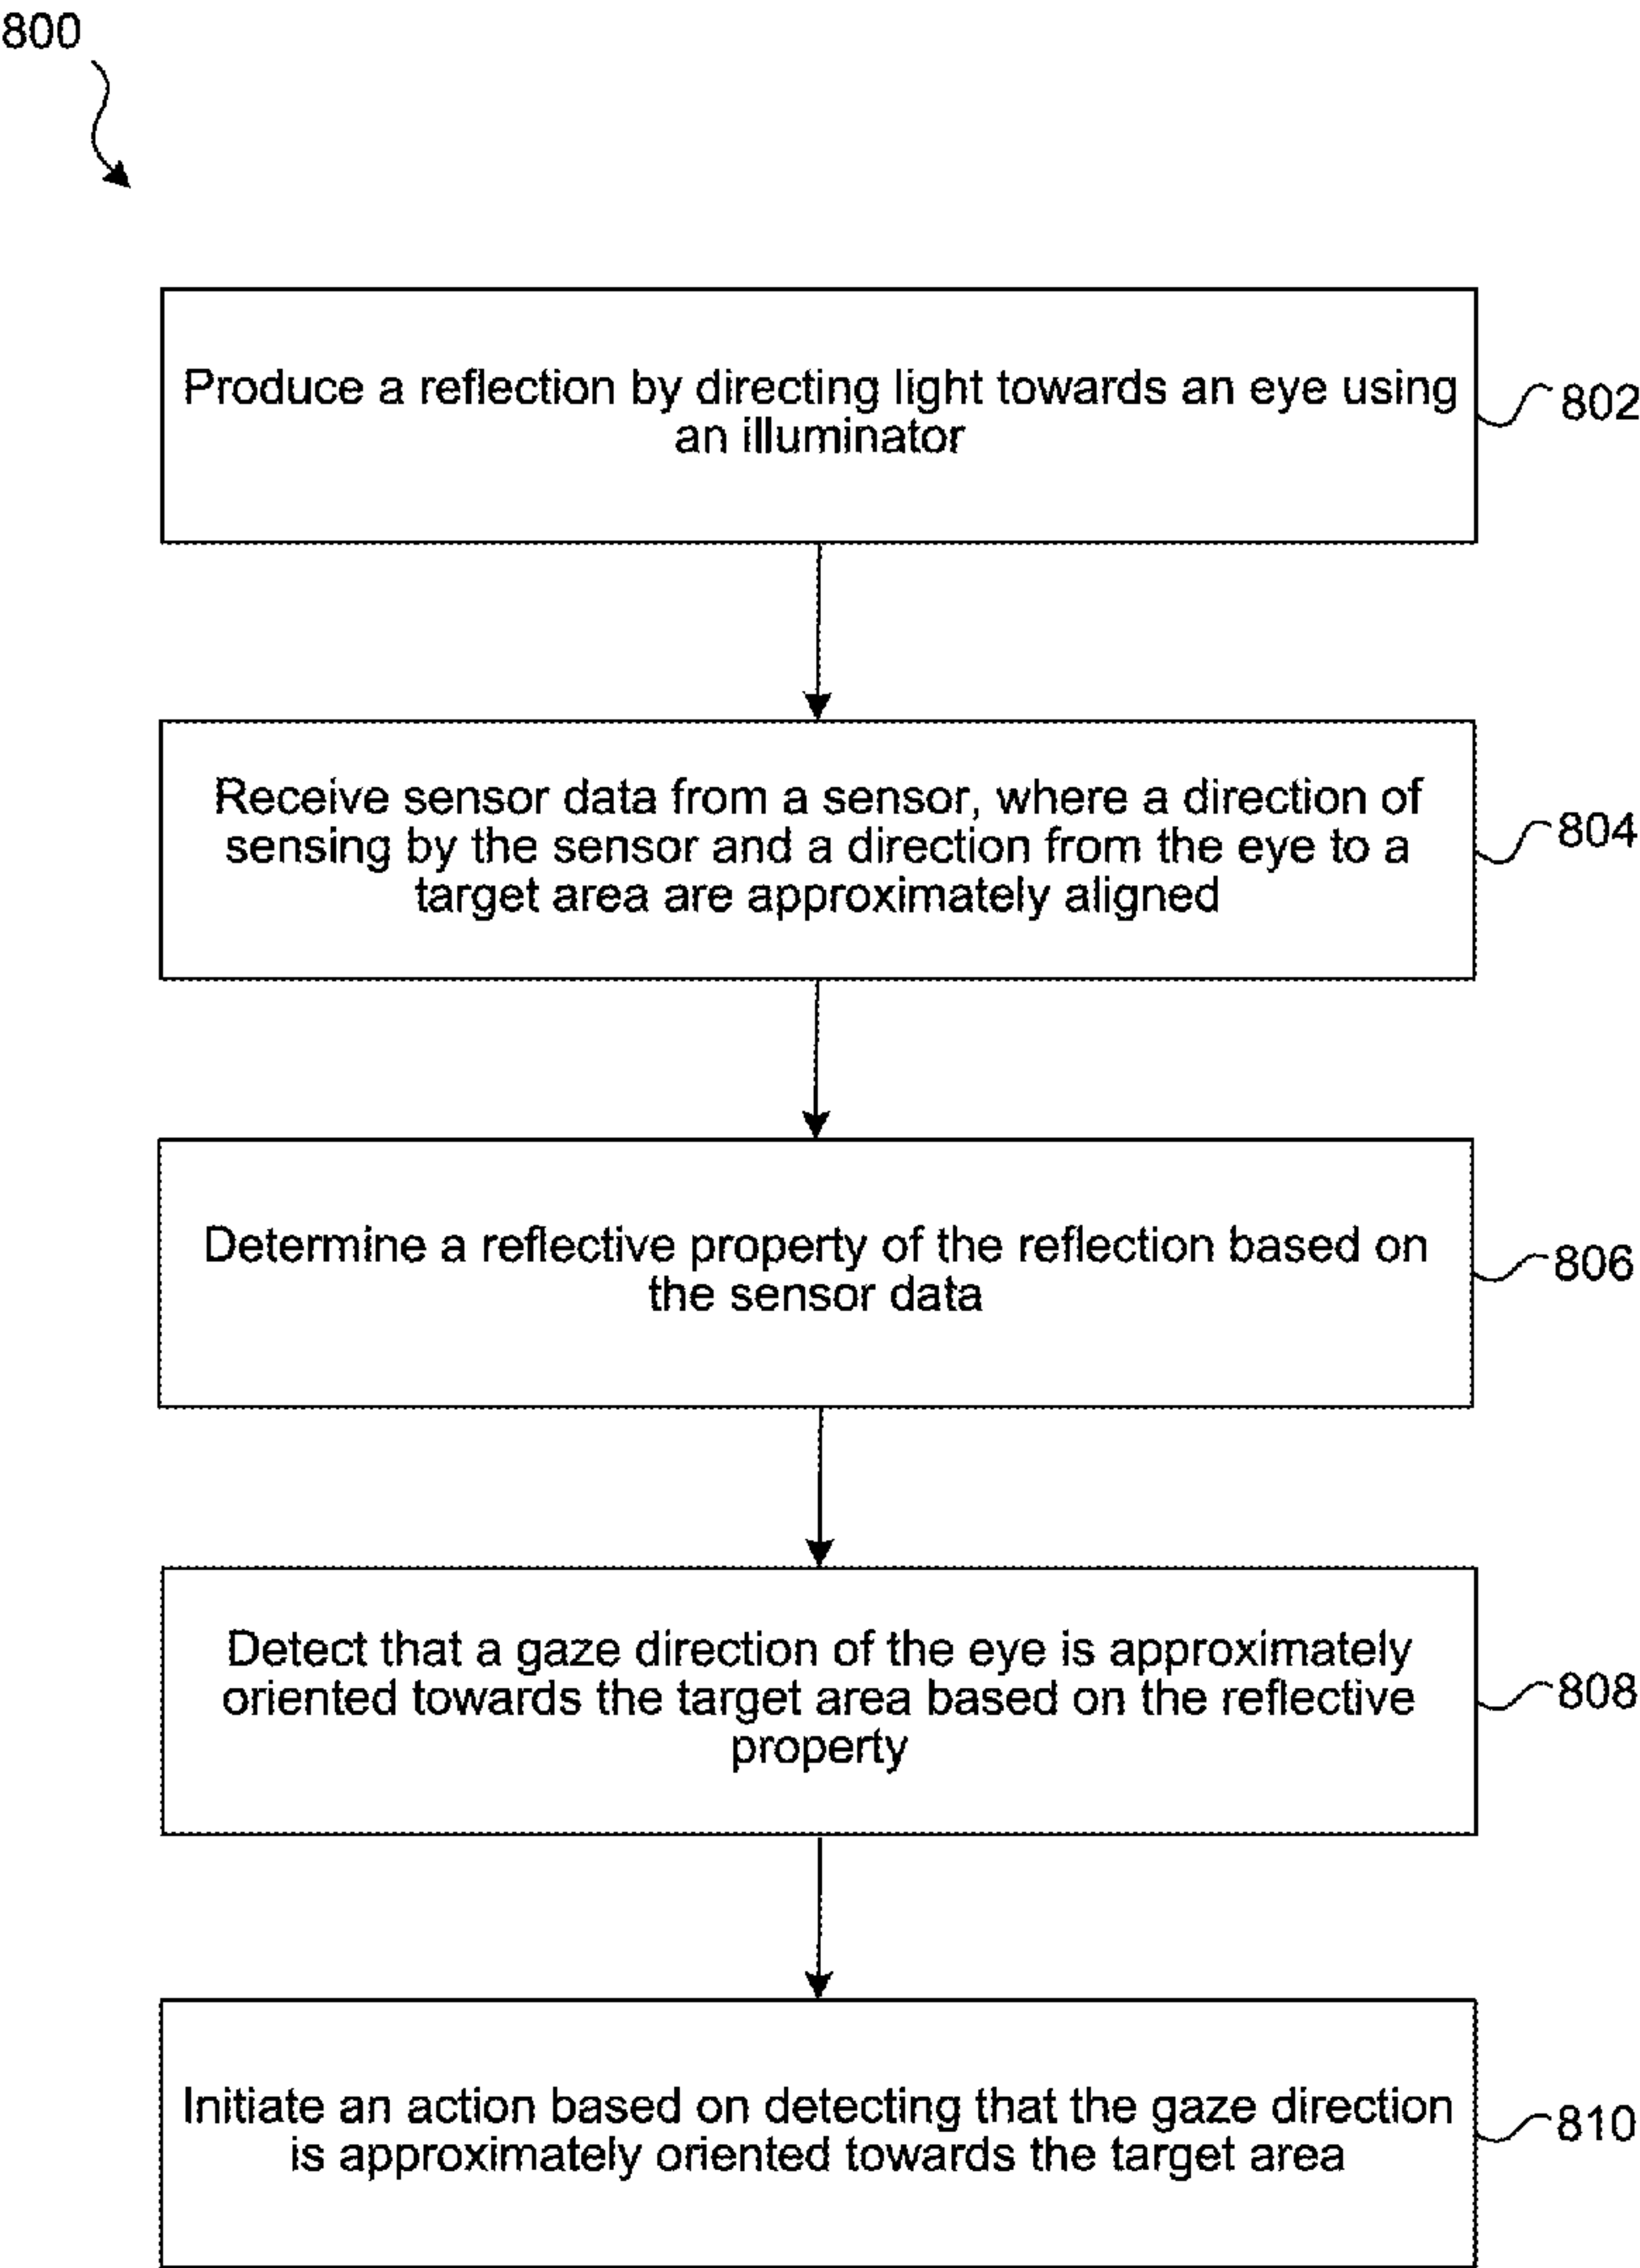 800
Produce a reflection by directing light towards an eye using
an illuminator
802
Receive sensor data from a sensor, where a direction of
sensing by the sensor and a direction from the eye to a
target area are approximately aligned
804
Determine a reflective property of the reflection based on
the sensor data
806
Detect that a gaze direction of the eye is approximately
oriented towards the target area based on the reflective
property
808
Initiate an action based on detecting that the gaze direction
is approximately oriented towards the target area
810